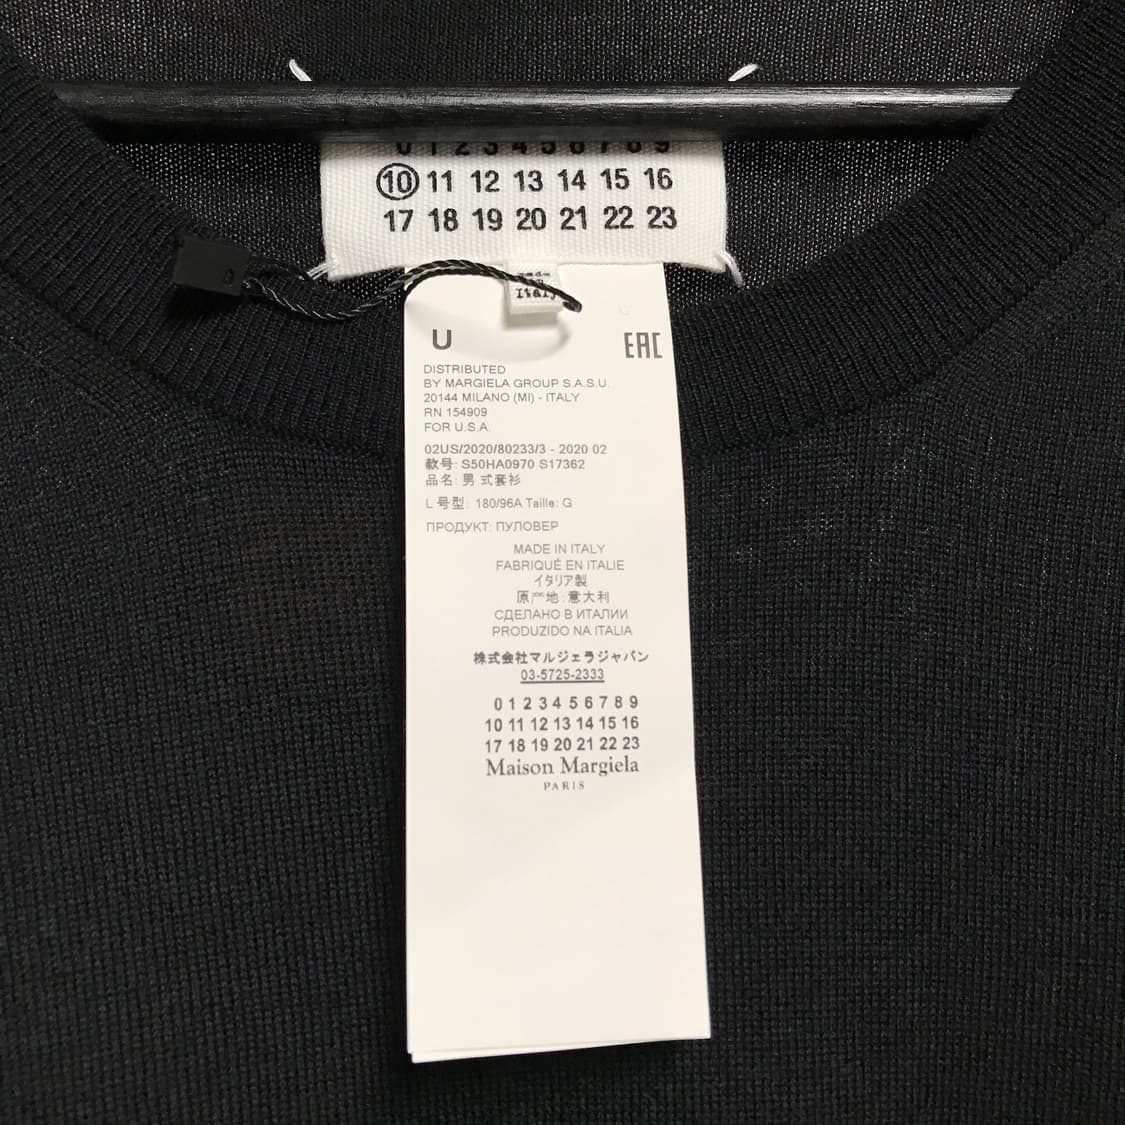 0 1 2 3 4 5 6 7 8 9
10 11 12 13 14 15 16
17 18 19 20 21 22 23
made
in
Italy
U
EAC
DISTRIBUTED
BY MARGIELA GROUP S.A.S.U.
20144 MILANO (MI) - ITALY
RN 154909
FOR U.S.A.
02US/2020/80233/3 - 2020 02
款号: S50HA0970 S17362
品名: 男 式套衫
L 号型: 180/96A Taille: G
ПРОДУКТ: ПУЛОВЕР
MADE IN ITALY
FABRIQUÉ EN ITALIE
イタリア製
原产地: 意大利
СДЕЛАНО В ИТАЛИИ
PRODUZIDO NA ITALIA
株式会社マルジェラジャパン
03-5725-2333
0 1 2 3 4 5 6 7 8 9
10 11 12 13 14 15 16
17 18 19 20 21 22 23
Maison Margiela
PARIS